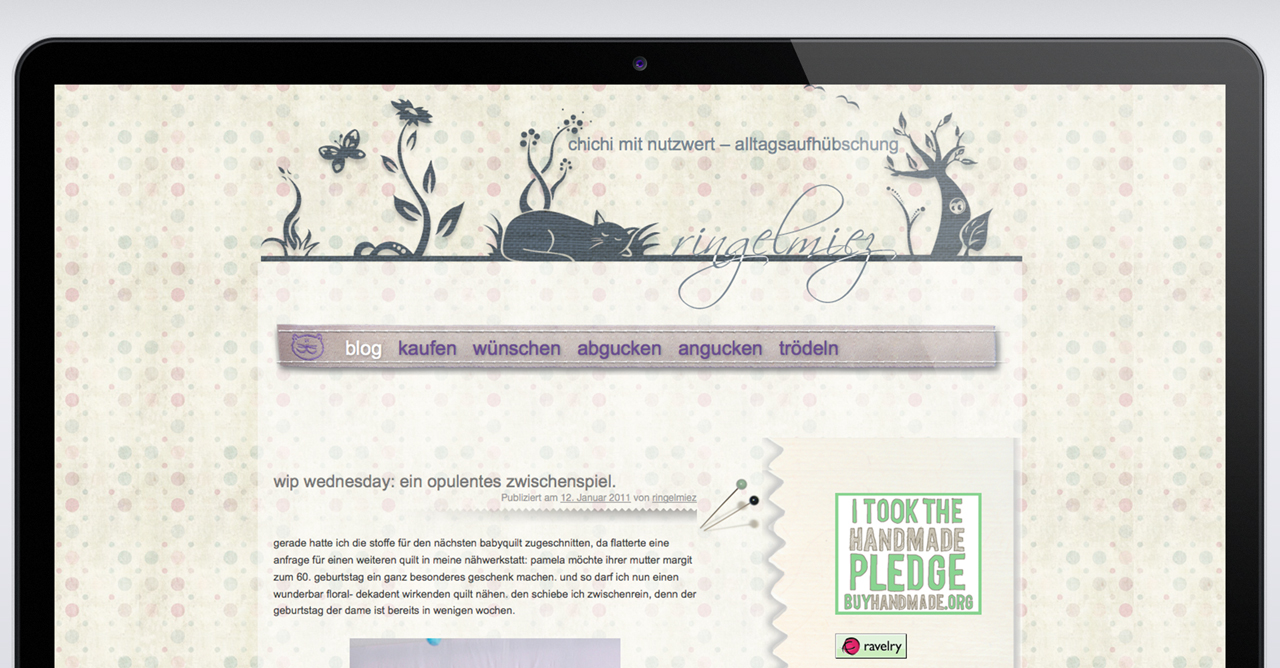 chichi mit nutzwert – alltagsaufhübschung
ringelmiez
blog kaufen wünschen abgucken angucken trödeln
wip wednesday: ein opulentes zwischenspiel.
Publiziert am 12. Januar 2011 von ringelmiez
gerade hatte ich die stoffe für den nächsten babyquilt zugeschnitten, da flatterte eine
anfrage für einen weiteren quilt in meine nähwerkstatt: pamela möchte ihrer mutter margit
zum 60. geburtstag ein ganz besonderes geschenk machen. und so darf ich nun einen
wunderbar floral- dekadent wirkenden quilt nähen. den schiebe ich zwischenrein, denn der
geburtstag der dame ist bereits in wenigen wochen.
I TOOK THE
HANDMADE
PLEDGE
BUYHANDMADE.ORG
ravelry